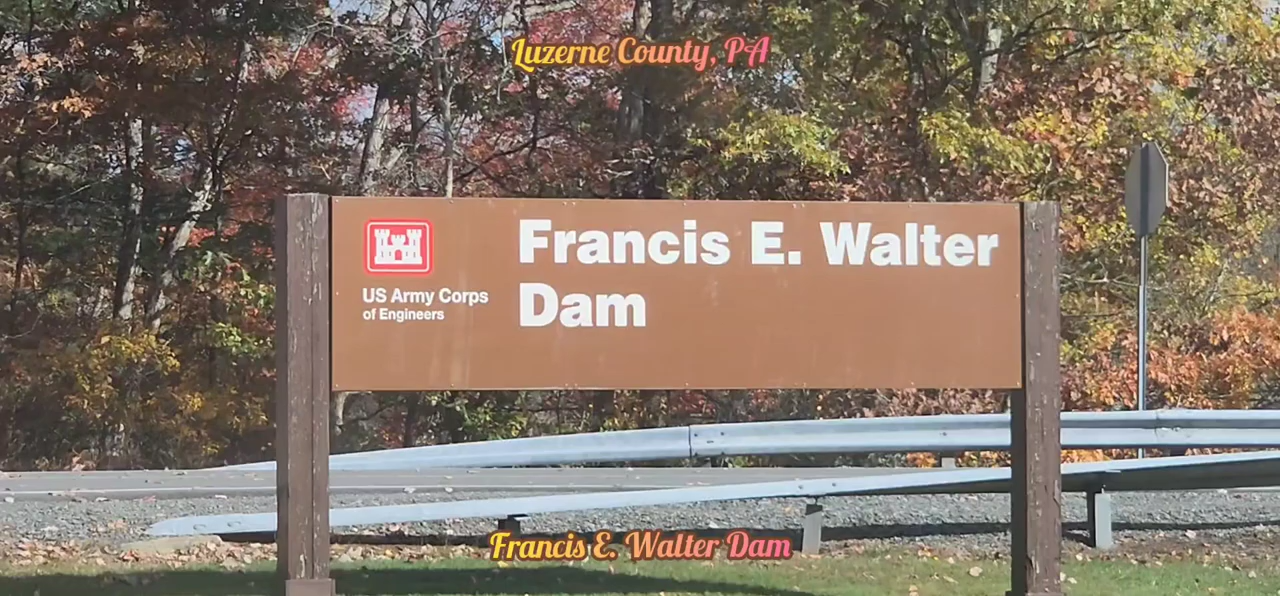 Luzerne County, PA
Francis E. Walter
Dam
US Army Corps
of Engineers
Francis E. Walter Dam